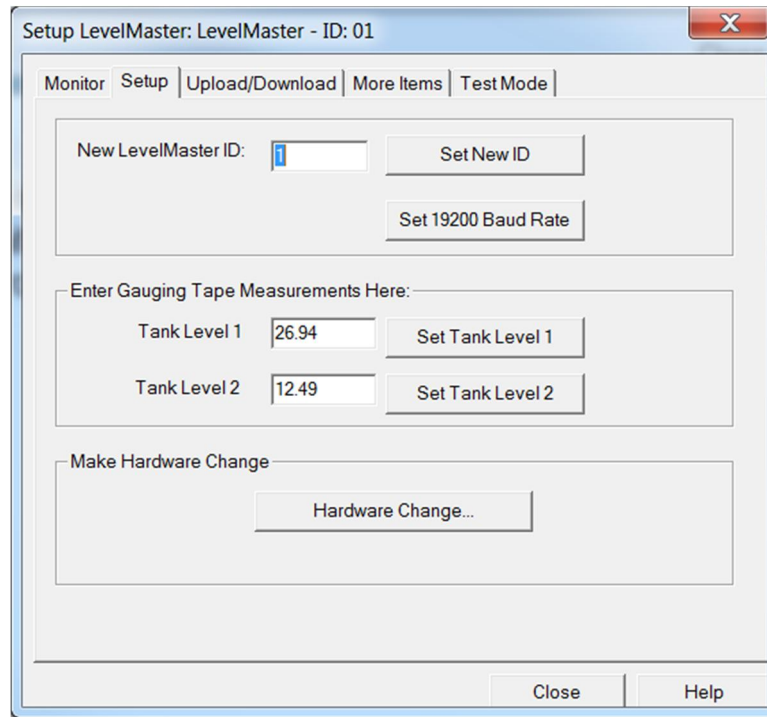 Setup LevelMaster: LevelMaster - ID: 01
X
Monitor Setup Upload/Download More Items Test Mode
New LevelMaster ID: 1 Set New ID
Set 19200 Baud Rate
Enter Gauging Tape Measurements Here:
Tank Level 1 26.94 Set Tank Level 1
Tank Level 2 12.49 Set Tank Level 2
Make Hardware Change
Hardware Change...
Close Help